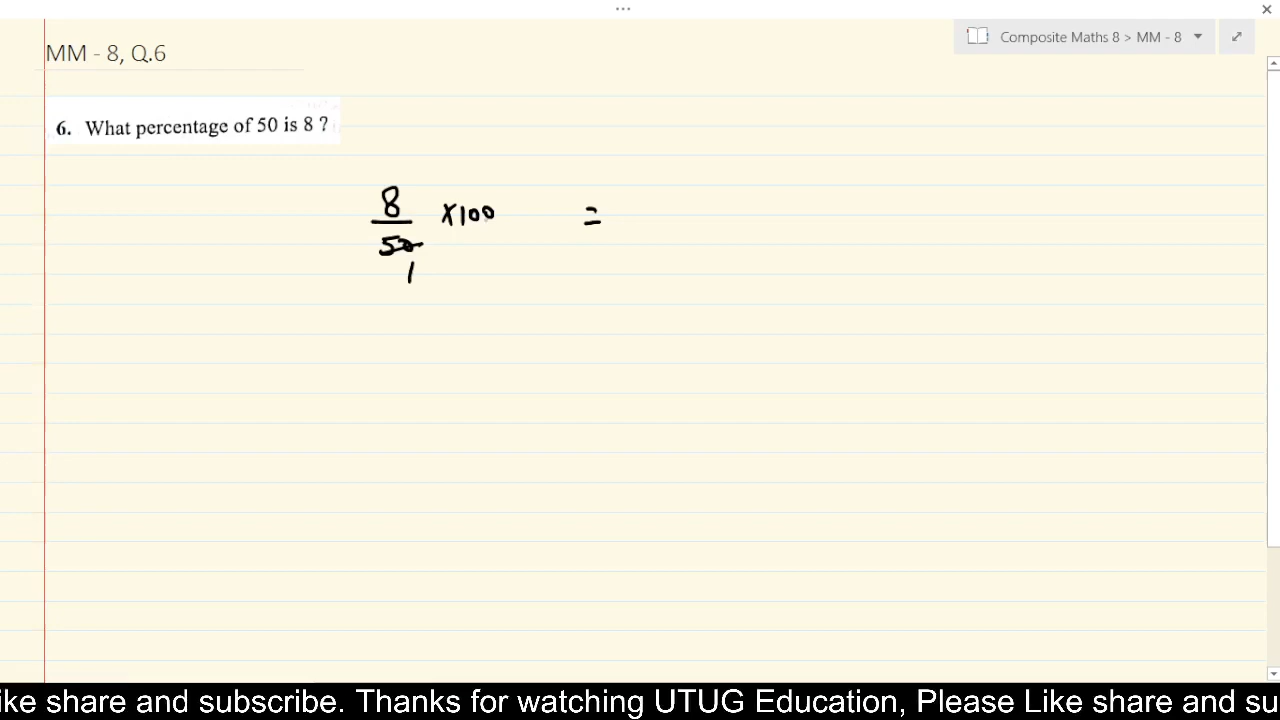 ...
MM - 8, Q.6
Composite Maths 8 > MM - 8
6. What percentage of 50 is 8 ?
8
×100 =
50
1
ike share and subscribe. Thanks for watching UTUG Education, Please Like share and su